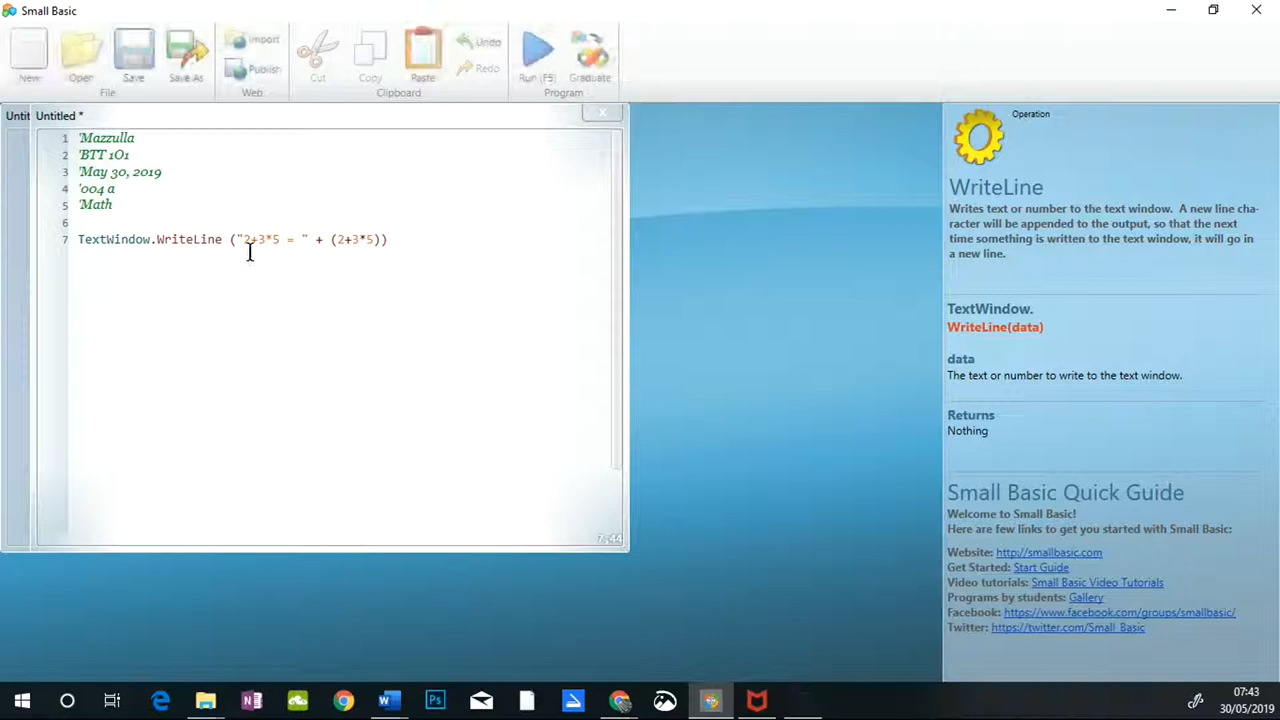 Small Basic
New
Open
Save
Save As
File
Import
Publish
Web
Cut
Copy
Paste
Clipboard
Undo
Redo
Run (F5)
Graduate
Program
Untit
Untitled *
1 'Mazzulla
2 'BTT 1O1
3 'May 30, 2019
4 '004 a
5 'Math
6
7 TextWindow.WriteLine ("2+3*5 = " + (2+3*5))
7,44
Operation
WriteLine
Writes text or number to the text window. A new line cha-
racter will be appended to the output, so that the next
time something is written to the text window, it will go in
a new line.
TextWindow.
WriteLine(data)
data
The text or number to write to the text window.
Returns
Nothing
Small Basic Quick Guide
Welcome to Small Basic!
Here are few links to get you started with Small Basic:
Website: http://smallbasic.com
Get Started: Start Guide
Video tutorials: Small Basic Video Tutorials
Programs by students: Gallery
Facebook: https://www.facebook.com/groups/smallbasic/
Twitter: https://twitter.com/Small_Basic
07:43
30/05/2019